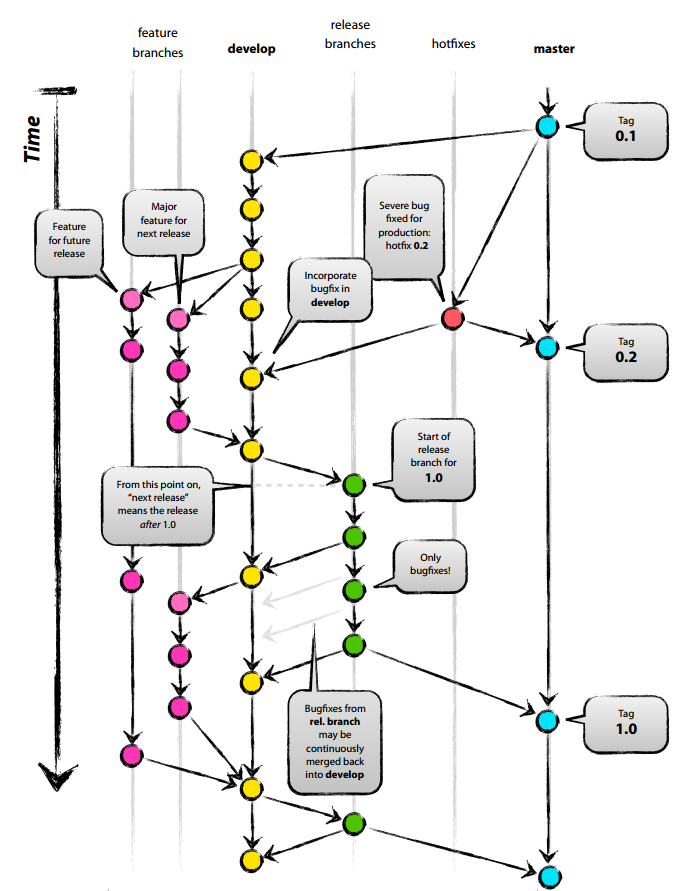 feature
branches
develop
release
branches
hotfixes
master
Time
Tag
0.1
Major
feature for
next release
Severe bug
fixed for
production:
hotfix 0.2
Feature
for future
release
Incorporate
bugfix in
develop
Tag
0.2
Start of
release
branch for
1.0
From this point on,
“next release”
means the release
after 1.0
Only
bugfixes!
Bugfixes from
rel. branch
may be
continuously
merged back
into develop
Tag
1.0